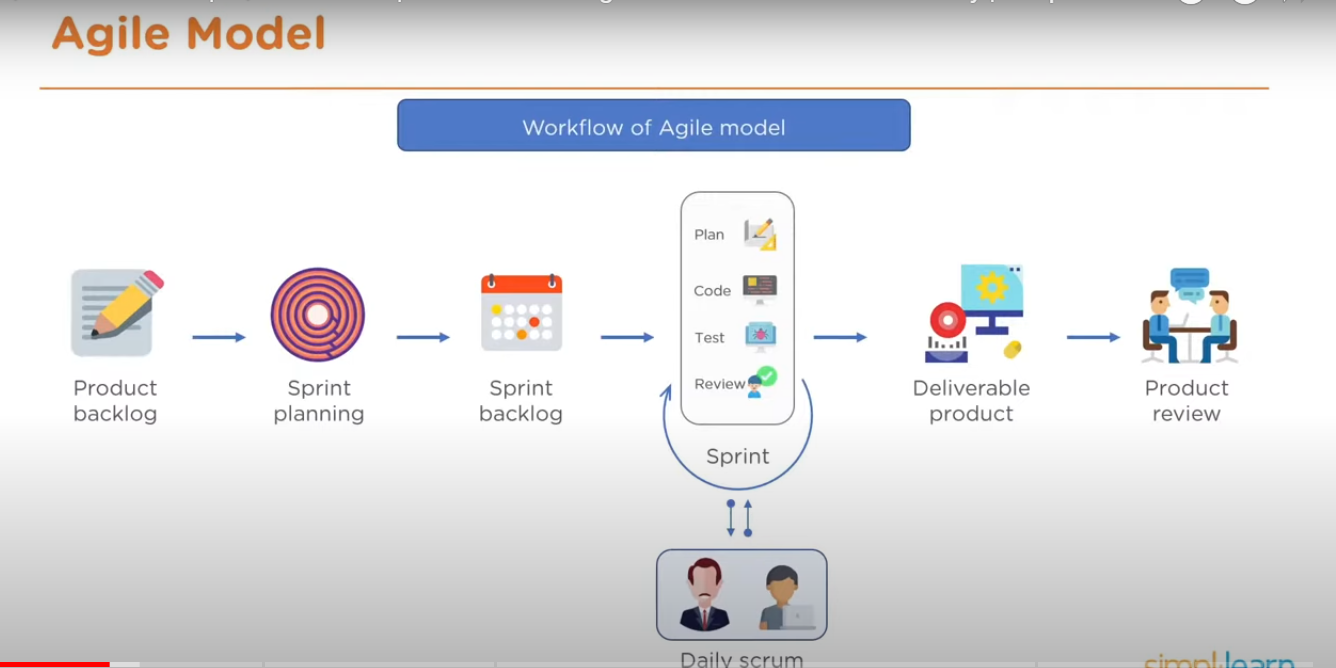 Agile Model
Workflow of Agile model
Product
backlog
Sprint
planning
Sprint
backlog
Plan
Code
Test
Review
Sprint
Deliverable
product
Product
review
Daily scrum
simplilearn